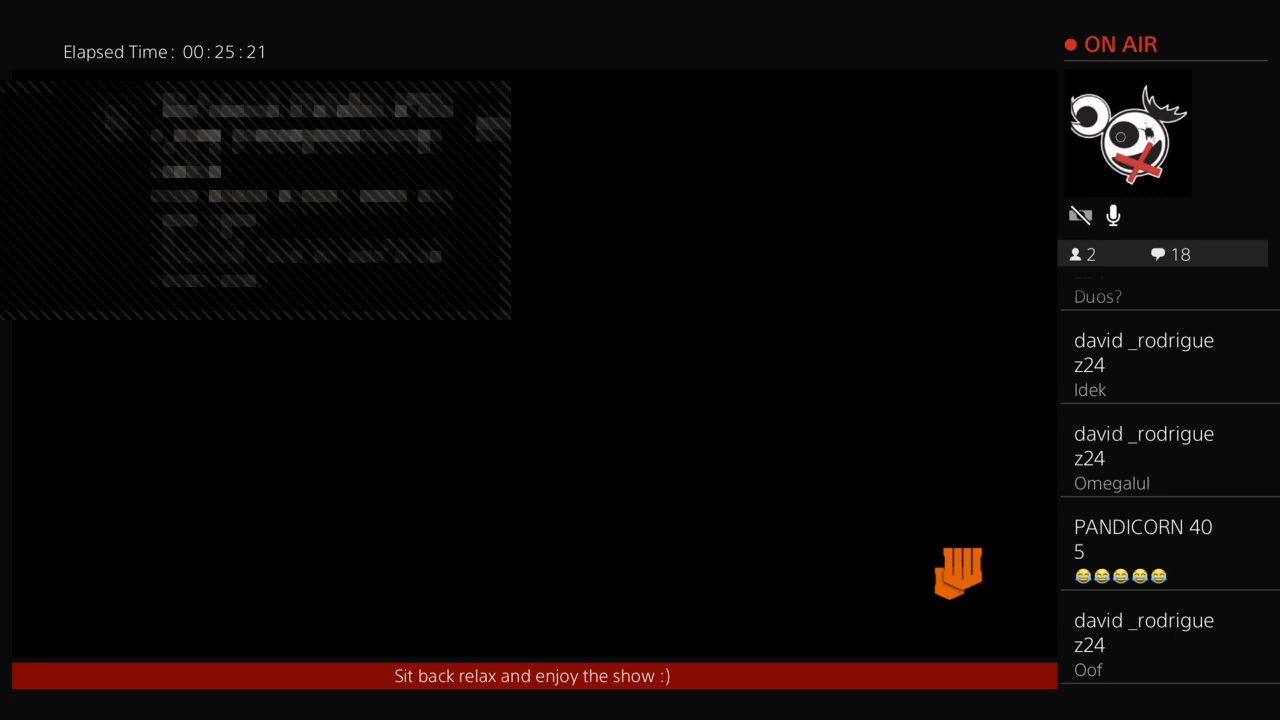 Elapsed Time: 00:25:21
ON AIR
2 18
Duos?
david _rodrigue
z24
Idek
david _rodrigue
z24
Omegalul
PANDICORN 40
5
😂😂😂😂😂
david _rodrigue
z24
Oof
Sit back relax and enjoy the show :)